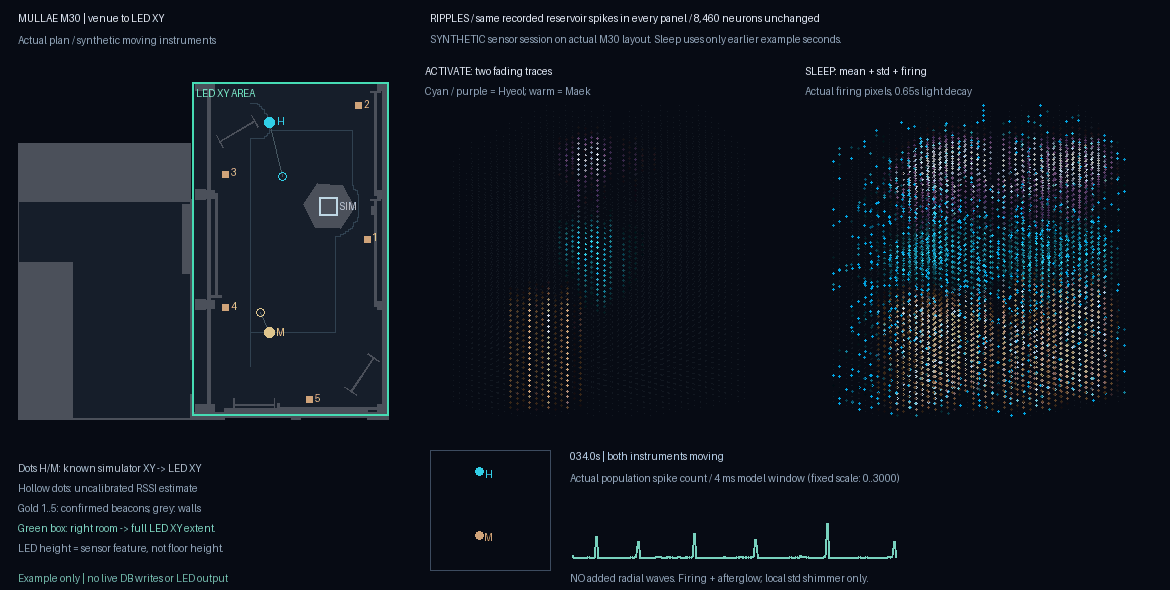 MULLAE M30 | venue to LED XY
Actual plan / synthetic moving instruments
RIPPLES / same recorded reservoir spikes in every panel / 8,460 neurons unchanged
SYNTHETIC sensor session on actual M30 layout. Sleep uses only earlier example seconds.
ACTIVATE: two fading traces
Cyan / purple = Hyeol; warm = Maek
SLEEP: mean + std + firing
Actual firing pixels, 0.65s light decay
LED XY AREA
2
H
3
SIM
1
4
M
5
Dots H/M: known simulator XY -> LED XY
Hollow dots: uncalibrated RSSI estimate
Gold 1..5: confirmed beacons; grey: walls
Green box: right room -> full LED XY extent.
LED height = sensor feature, not floor height.
Example only | no live DB writes or LED output
H
M
034.0s | both instruments moving
Actual population spike count / 4 ms model window (fixed scale: 0..3000)
NO added radial waves. Firing + afterglow; local std shimmer only.